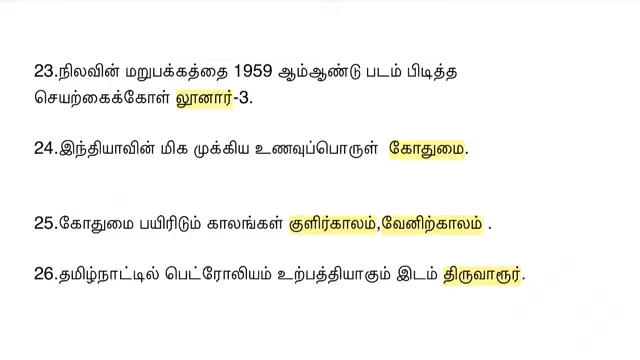 23.நிலவின் மறுபக்கத்தை 1959 ஆம்ஆண்டு படம் பிடித்த
செயற்கைக்கோள் லூனார்-3.
24.இந்தியாவின் மிக முக்கிய உணவுப்பொருள் கோதுமை.
25.கோதுமை பயிரிடும் காலங்கள் குளிர்காலம்,வேனிற்காலம் .
26.தமிழ்நாட்டில் பெட்ரோலியம் உற்பத்தியாகும் இடம் திருவாரூர்.